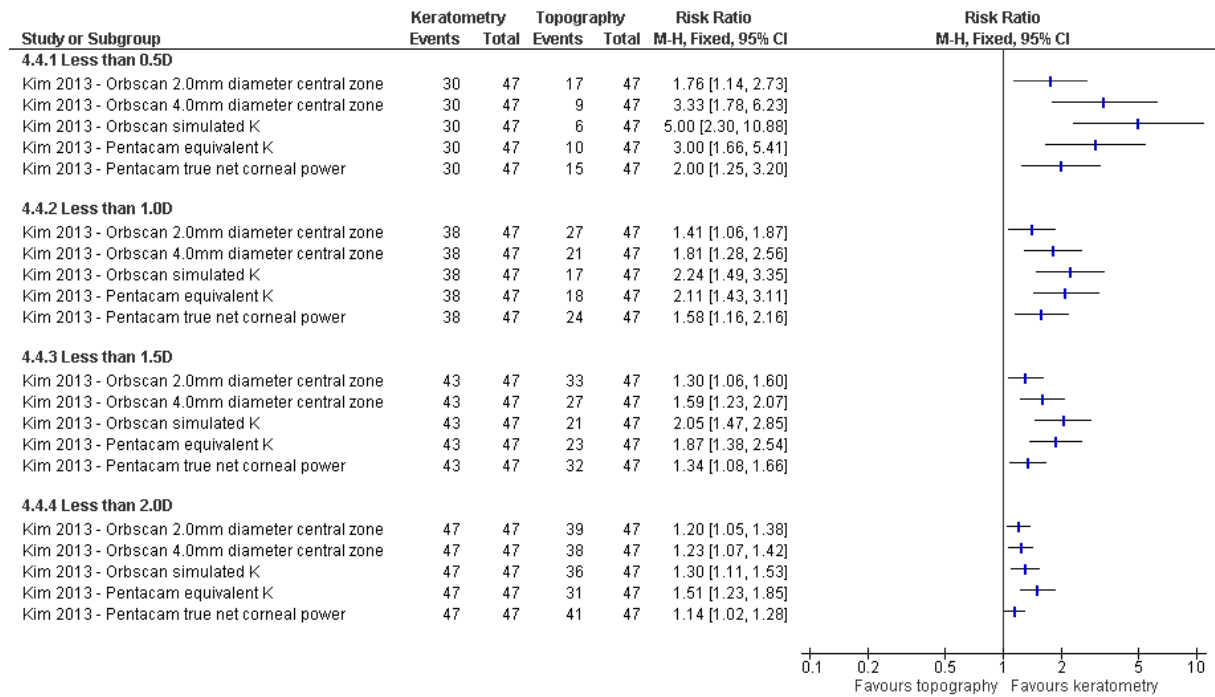 Keratometry Topography Risk Ratio Risk Ratio
Study or Subgroup Events Total Events Total M-H, Fixed, 95% CI M-H, Fixed, 95% CI
4.4.1 Less than 0.5D
Kim 2013 - Orbscan 2.0mm diameter central zone 30 47 17 47 1.76 [1.14, 2.73]
Kim 2013 - Orbscan 4.0mm diameter central zone 30 47 9 47 3.33 [1.78, 6.23]
Kim 2013 - Orbscan simulated K 30 47 6 47 5.00 [2.30, 10.88]
Kim 2013 - Pentacam equivalent K 30 47 10 47 3.00 [1.66, 5.41]
Kim 2013 - Pentacam true net corneal power 30 47 15 47 2.00 [1.25, 3.20]
4.4.2 Less than 1.0D
Kim 2013 - Orbscan 2.0mm diameter central zone 38 47 27 47 1.41 [1.06, 1.87]
Kim 2013 - Orbscan 4.0mm diameter central zone 38 47 21 47 1.81 [1.28, 2.56]
Kim 2013 - Orbscan simulated K 38 47 17 47 2.24 [1.49, 3.35]
Kim 2013 - Pentacam equivalent K 38 47 18 47 2.11 [1.43, 3.11]
Kim 2013 - Pentacam true net corneal power 38 47 24 47 1.58 [1.16, 2.16]
4.4.3 Less than 1.5D
Kim 2013 - Orbscan 2.0mm diameter central zone 43 47 33 47 1.30 [1.06, 1.60]
Kim 2013 - Orbscan 4.0mm diameter central zone 43 47 27 47 1.59 [1.23, 2.07]
Kim 2013 - Orbscan simulated K 43 47 21 47 2.05 [1.47, 2.85]
Kim 2013 - Pentacam equivalent K 43 47 23 47 1.87 [1.38, 2.54]
Kim 2013 - Pentacam true net corneal power 43 47 32 47 1.34 [1.08, 1.66]
4.4.4 Less than 2.0D
Kim 2013 - Orbscan 2.0mm diameter central zone 47 47 39 47 1.20 [1.05, 1.38]
Kim 2013 - Orbscan 4.0mm diameter central zone 47 47 38 47 1.23 [1.07, 1.42]
Kim 2013 - Orbscan simulated K 47 47 36 47 1.30 [1.11, 1.53]
Kim 2013 - Pentacam equivalent K 47 47 31 47 1.51 [1.23, 1.85]
Kim 2013 - Pentacam true net corneal power 47 47 41 47 1.14 [1.02, 1.28]
0.1 0.2 0.5 1 2 5 10
Favours topography Favours keratometry